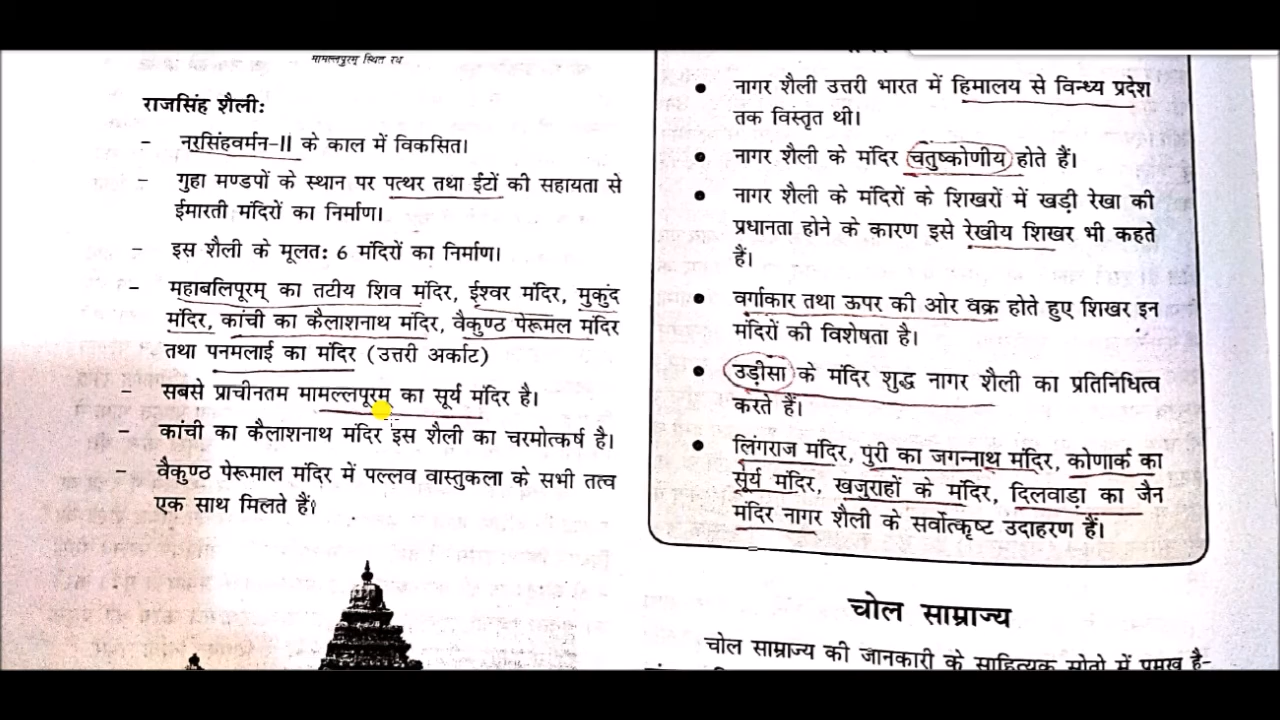 मामल्लपुरम् स्थित रथ
राजसिंह शैली:
- नरसिंहवर्मन-II के काल में विकसित।
- गुहा मण्डपों के स्थान पर पत्थर तथा ईंटों की सहायता से
ईमारती मंदिरों का निर्माण।
- इस शैली के मूलत: 6 मंदिरों का निर्माण।
- महाबलिपूरम् का तटीय शिव मंदिर, ईश्वर मंदिर, मुकुंद
मंदिर, कांची का कैलाशनाथ मंदिर, वैकुण्ठ पेरूमल मंदिर
तथा पनमलाई का मंदिर (उत्तरी अर्काट)
- सबसे प्राचीनतम मामल्लपूरम् का सूर्य मंदिर है।
- कांची का कैलाशनाथ मंदिर इस शैली का चरमोत्कर्ष है।
- वैकुण्ठ पेरूमाल मंदिर में पल्लव वास्तुकला के सभी तत्व
एक साथ मिलते हैं।
• नागर शैली उत्तरी भारत में हिमालय से विन्ध्य प्रदेश
तक विस्तृत थी।
• नागर शैली के मंदिर चतुष्कोणीय होते हैं।
• नागर शैली के मंदिरों के शिखरों में खड़ी रेखा की
प्रधानता होने के कारण इसे रेखीय शिखर भी कहते
हैं।
• वर्गाकार तथा ऊपर की ओर वक्र होते हुए शिखर इन
मंदिरों की विशेषता है।
• उड़ीसा के मंदिर शुद्ध नागर शैली का प्रतिनिधित्व
करते हैं।
• लिंगराज मंदिर, पुरी का जगन्नाथ मंदिर, कोणार्क का
सूर्य मंदिर, खजुराहों के मंदिर, दिलवाड़ा का जैन
मंदिर नागर शैली के सर्वोत्कृष्ट उदाहरण हैं।
चोल साम्राज्य
चोल साम्राज्य की जानकारी के साहित्यक स्रोतो में प्रमुख है-